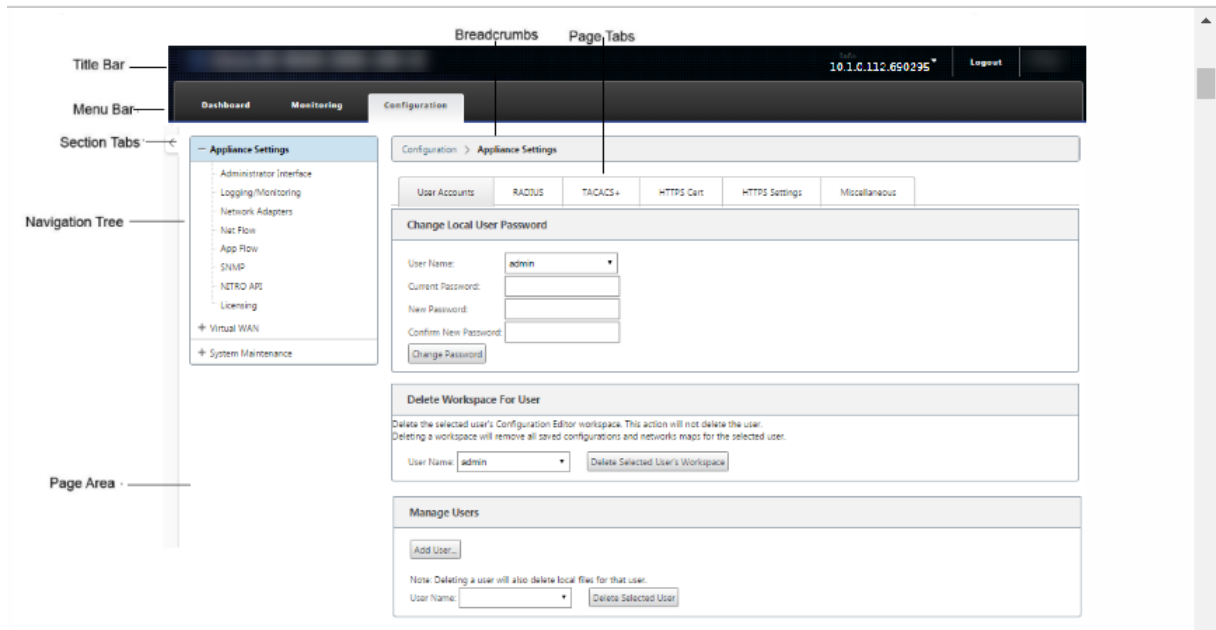 Breadcrumbs Page Tabs
Title Bar
10.1.0.112.690295 Logout
Menu Bar
Dashboard Monitoring Configuration
Section Tabs
Appliance Settings
Configuration > Appliance Settings
Administrator Interface
Logging/Monitoring
Network Adapters
Net Flow
App Flow
SNMP
NITRO API
Licensing
Virtual WAN
System Maintenance
Navigation Tree
Page Area
User Accounts RADIUS TACACS+ HTTPS Cert HTTPS Settings Miscellaneous
Change Local User Password
User Name: admin
Current Password:
New Password:
Confirm New Password:
Change Password
Delete Workspace For User
Delete the selected user's Configuration Editor workspace. This action will not delete the user.
Deleting a workspace will remove all saved configurations and networks maps for the selected user.
User Name: admin Delete Selected User's Workspace
Manage Users
Add User...
Note: Deleting a user will also delete local files for that user.
User Name: Delete Selected User